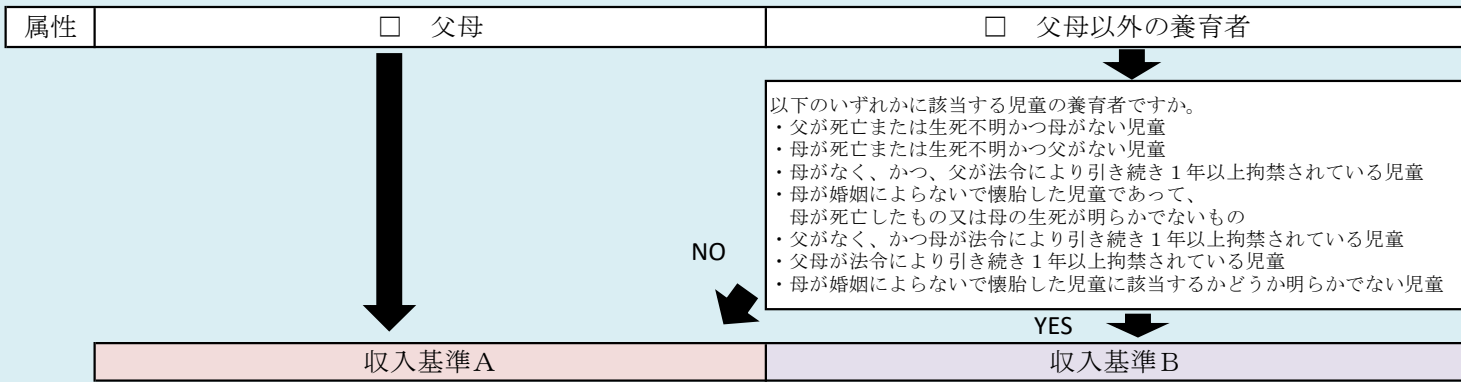 属性
□ 父母
□ 父母以外の養育者
以下のいずれかに該当する児童の養育者ですか。
・父が死亡または生死不明かつ母がない児童
・母が死亡または生死不明かつ父がない児童
・母がなく、かつ、父が法令により引き続き１年以上拘禁されている児童
・母が婚姻によらないで懐胎した児童であって、
母が死亡したもの又は母の生死が明らかでないもの
・父がなく、かつ母が法令により引き続き１年以上拘禁されている児童
・父母が法令により引き続き１年以上拘禁されている児童
・母が婚姻によらないで懐胎した児童に該当するかどうか明らかでない児童
NO
YES
収入基準Ａ
収入基準Ｂ